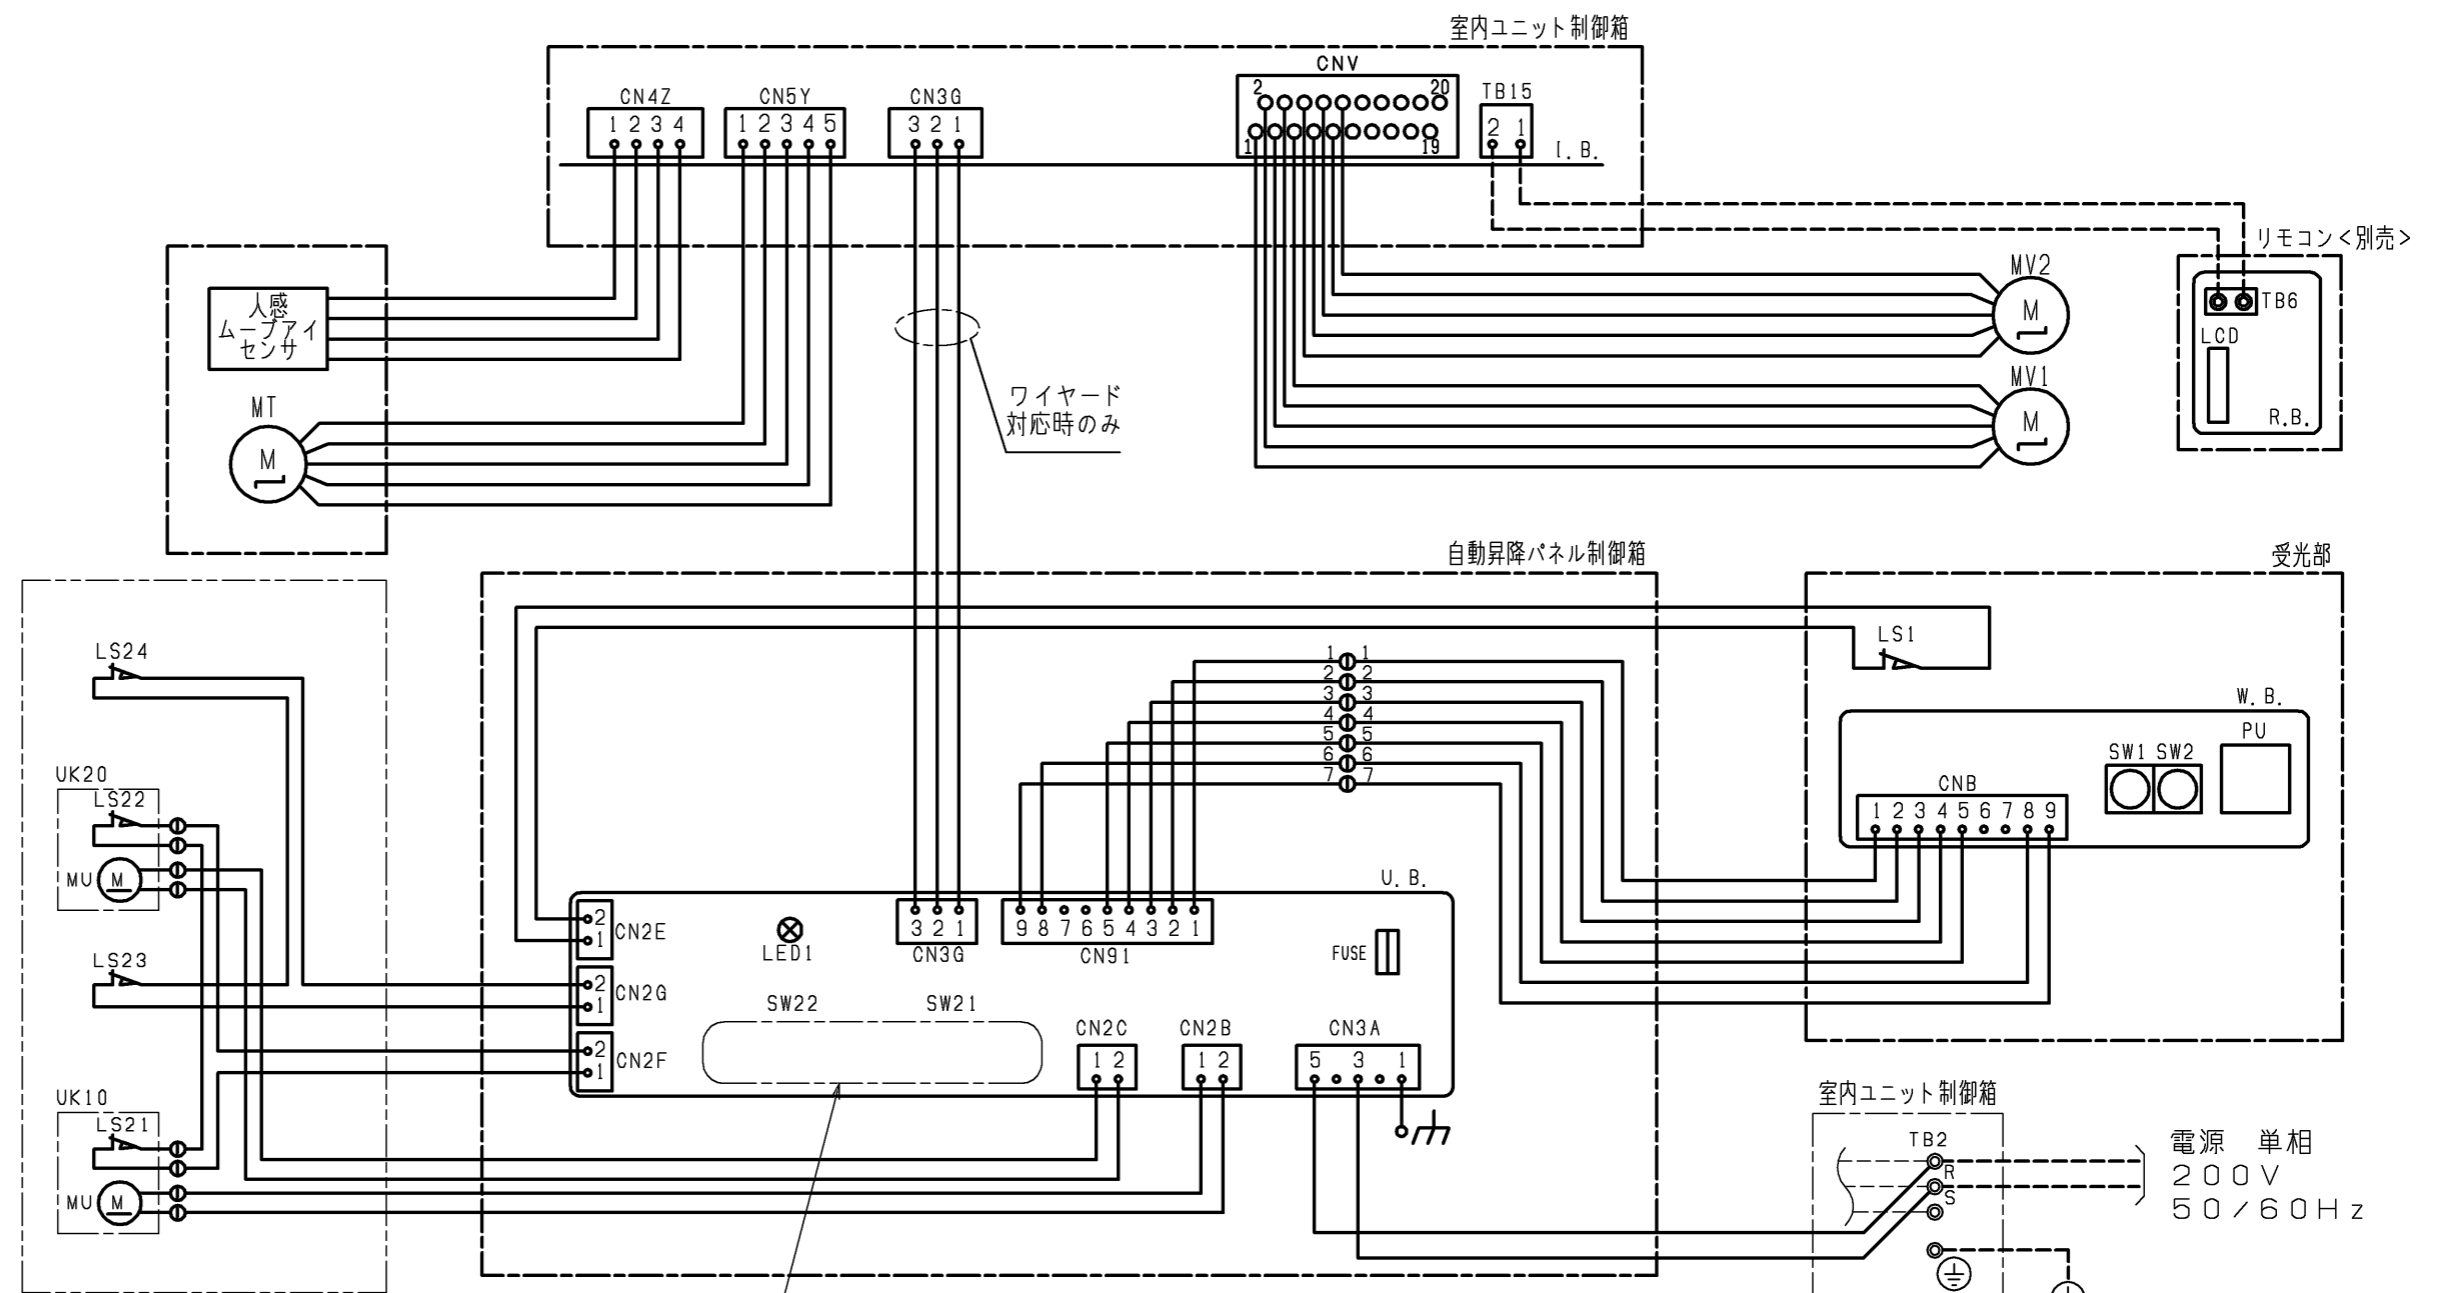 室内ユニット制御箱
CNV
CN4Z CN5Y CN3G TB15
2 20
1 2 3 4 1 2 3 4 5 3 2 1 2 1
1 19
I.B.
リモコン<別売>
人感
ムーブアイ
センサ
MV2
M
TB6
LCD
MV1
M
R.B.
MT
M
ワイヤード
対応時のみ
自動昇降パネル制御箱
受光部
LS24
LS1
1 1
2 2
3 3
4 4
5 5
6 6
7 7
W.B.
PU
SW1 SW2
CNB
1 2 3 4 5 6 7 8 9
UK20
LS22
MU M
U.B.
2
1
CN2E
LED1
3 2 1
CN3G
9 8 7 6 5 4 3 2 1
CN91
FUSE
LS23
2
1
CN2G
SW22 SW21
CN2C CN2B CN3A
1 2 1 2 5 3 1
2
1
CN2F
UK10
LS21
MU M
室内ユニット制御箱
TB2
R
S
電源 単相
200V
50/60Hz